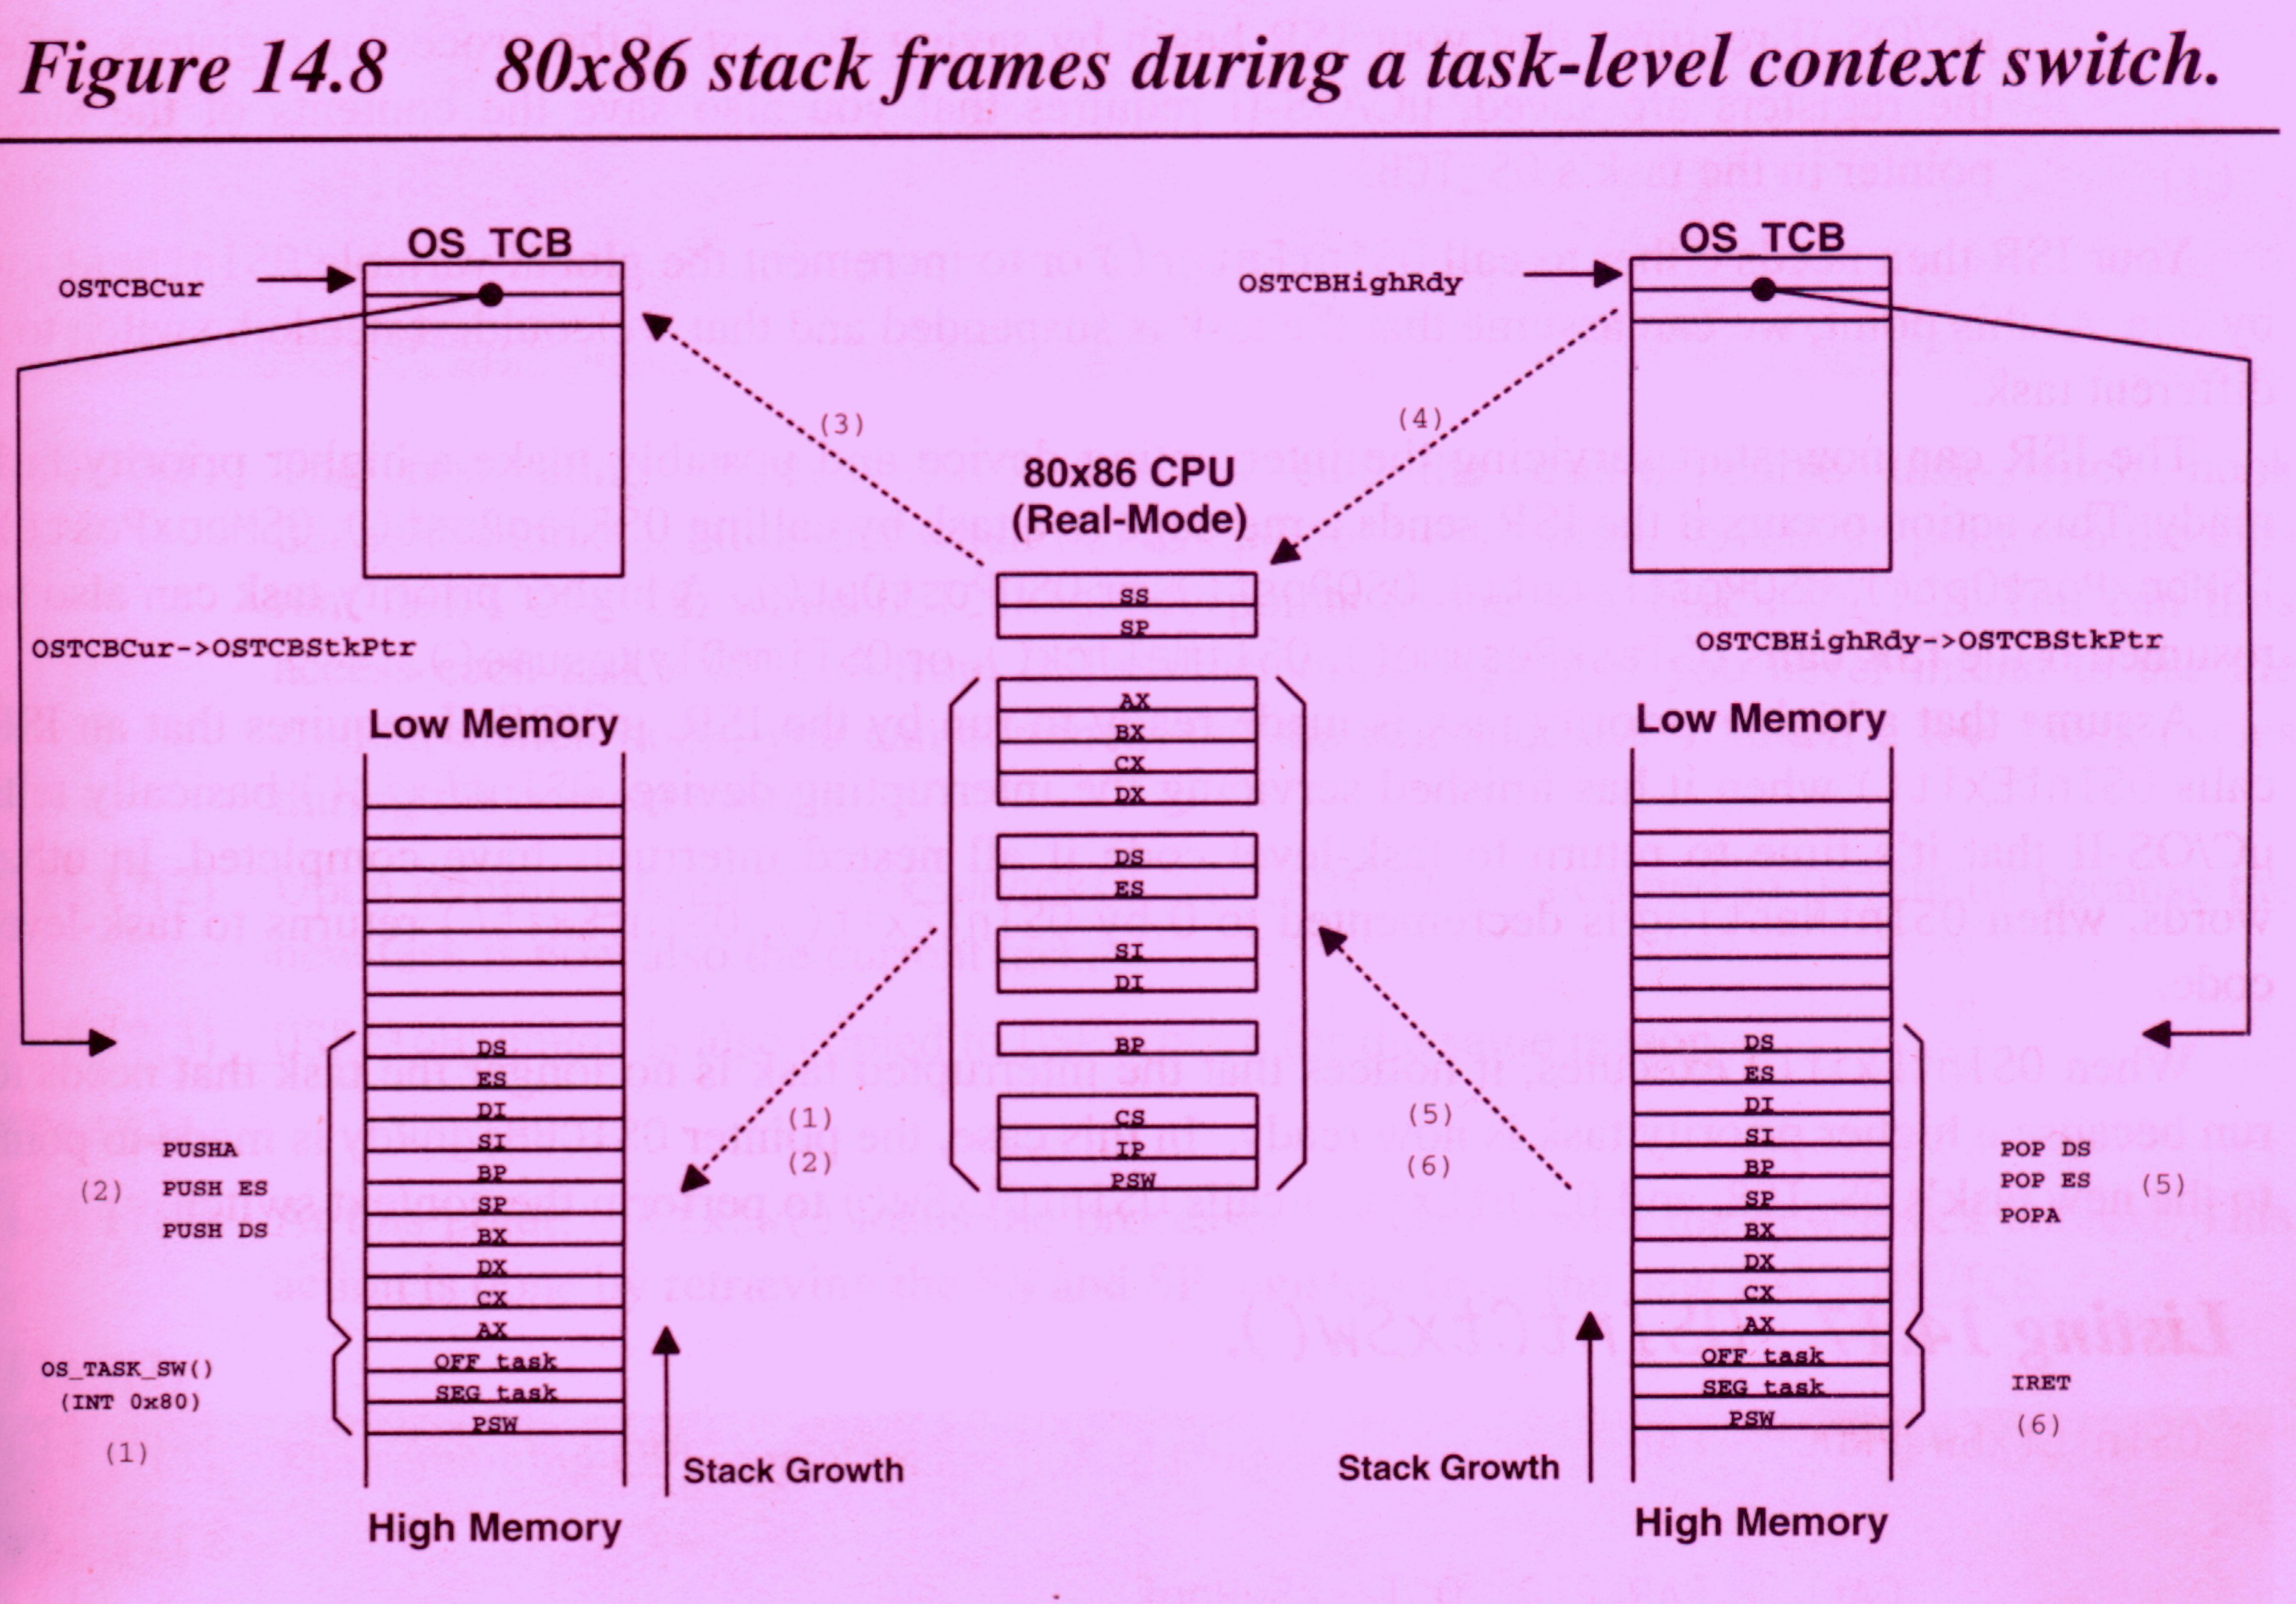 Figure 14.8 80x86 stack frames during a task-level context switch.
OS_TCB
OSTCBCur
OS_TCB
OSTCBHighRdy
(3)
(4)
80x86 CPU
(Real-Mode)
SS
SP
OSTCBCur->OSTCBStkPtr
OSTCBHighRdy->OSTCBStkPtr
AX
BX
CX
DX
DS
ES
SI
DI
BP
CS
IP
PSW
Low Memory
DS
ES
DI
SI
BP
SP
BX
DX
CX
AX
OFF task
SEG task
PSW
High Memory
PUSHA
(2) PUSH ES
PUSH DS
OS_TASK_SW()
(INT 0x80)
(1)
Stack Growth
(1)
(2)
(5)
(6)
Low Memory
DS
ES
DI
SI
BP
SP
BX
DX
CX
AX
OFF task
SEG task
PSW
High Memory
Stack Growth
POP DS
POP ES (5)
POPA
IRET
(6)